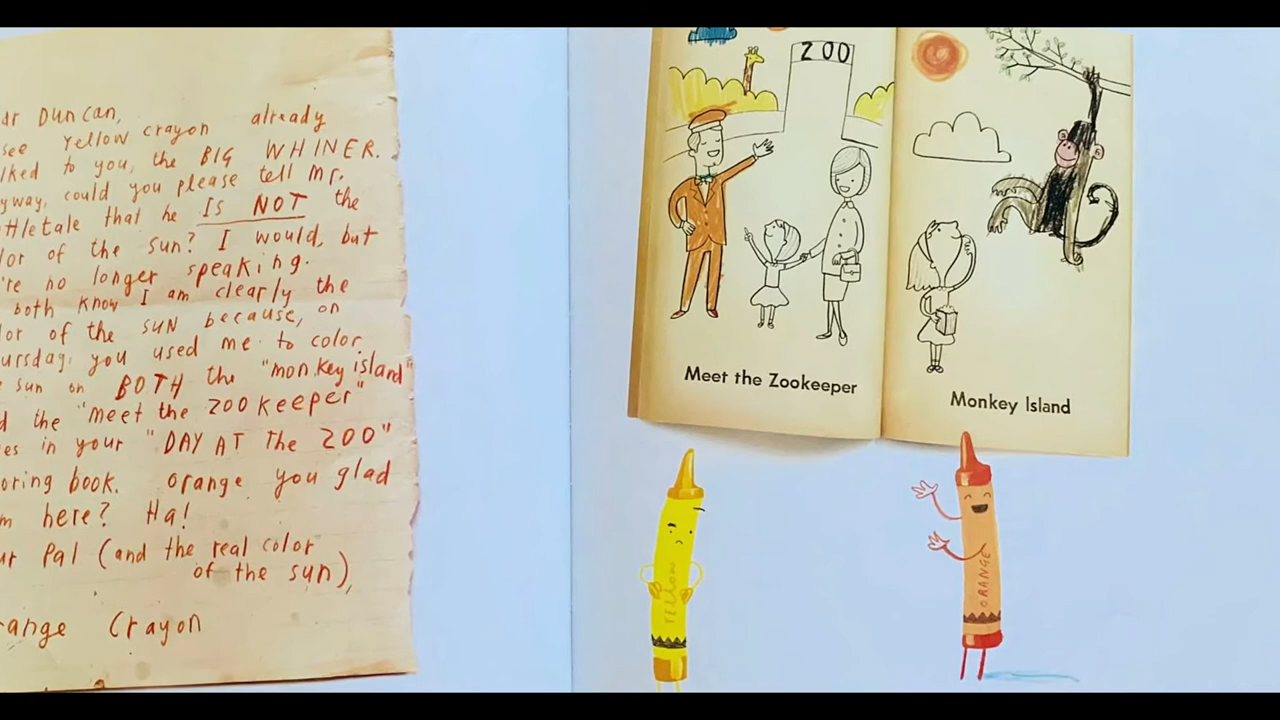 ar DUNCAN,
see Yellow crayon already
lked to you, the BIG WHINER.
yway, could you please tell Mr.
ttletale that he IS NOT the
lor of the sun? I would, but
're no longer speaking.
both know I am clearly the
lor of the SUN because, on
ursday, you used me to color
e sun on BOTH the "monkey island"
d the "meet the ZOO keeper"
es in your "DAY AT the ZOO"
oring book. orange you glad
m here? Ha!
ur Pal (and the real color
of the sun),
range Crayon
ZOO
Meet the Zookeeper
Monkey Island
Yellow
ORANGE